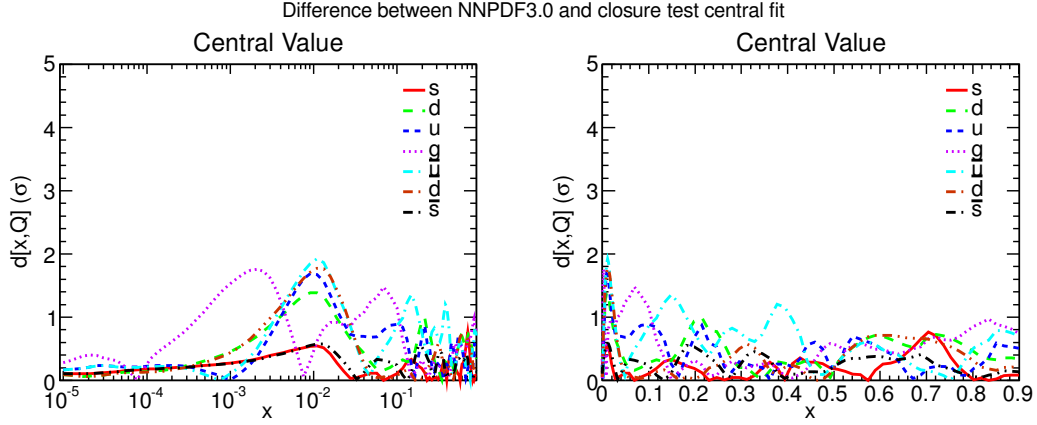 Difference between NNPDF3.0 and closure test central fit
Central Value
d[x,Q] (σ)
5
4
3
2
1
0
10⁻⁵
10⁻⁴
10⁻³
10⁻²
10⁻¹
x
s
d
u
g
u̅
d̅
s̅
Central Value
d[x,Q] (σ)
5
4
3
2
1
0
0 0.1 0.2 0.3 0.4 0.5 0.6 0.7 0.8 0.9
x
s
d
u
g
u̅
d̅
s̅